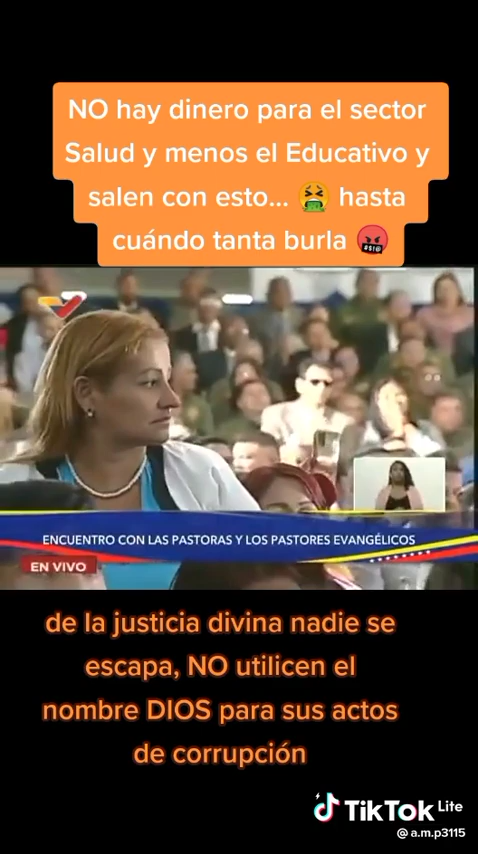 NO hay dinero para el sector
Salud y menos el Educativo y
salen con esto... 🤮 hasta
cuándo tanta burla 🤬
ENCUENTRO CON LAS PASTORAS Y LOS PASTORES EVANGÉLICOS
EN VIVO
de la justicia divina nadie se
escapa, NO utilicen el
nombre DIOS para sus actos
de corrupción
TikTok Lite
@a.m.p3115